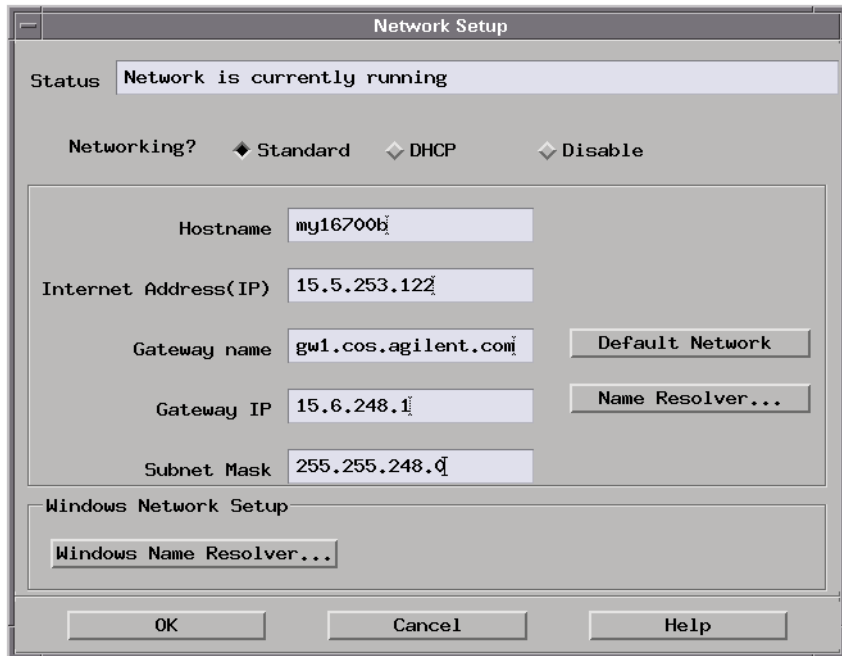 Network Setup
Status Network is currently running
Networking? Standard DHCP Disable
Hostname my16700b
Internet Address(IP) 15.5.253.122
Gateway name gw1.cos.agilent.com Default Network
Gateway IP 15.6.248.1 Name Resolver...
Subnet Mask 255.255.248.0
Windows Network Setup
Windows Name Resolver...
OK Cancel Help